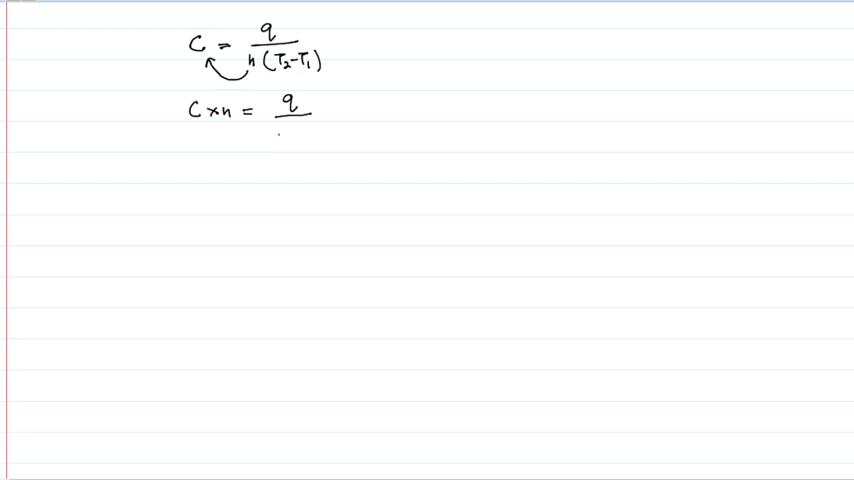 C = q / n (T₂-T₁)
C × n = q /